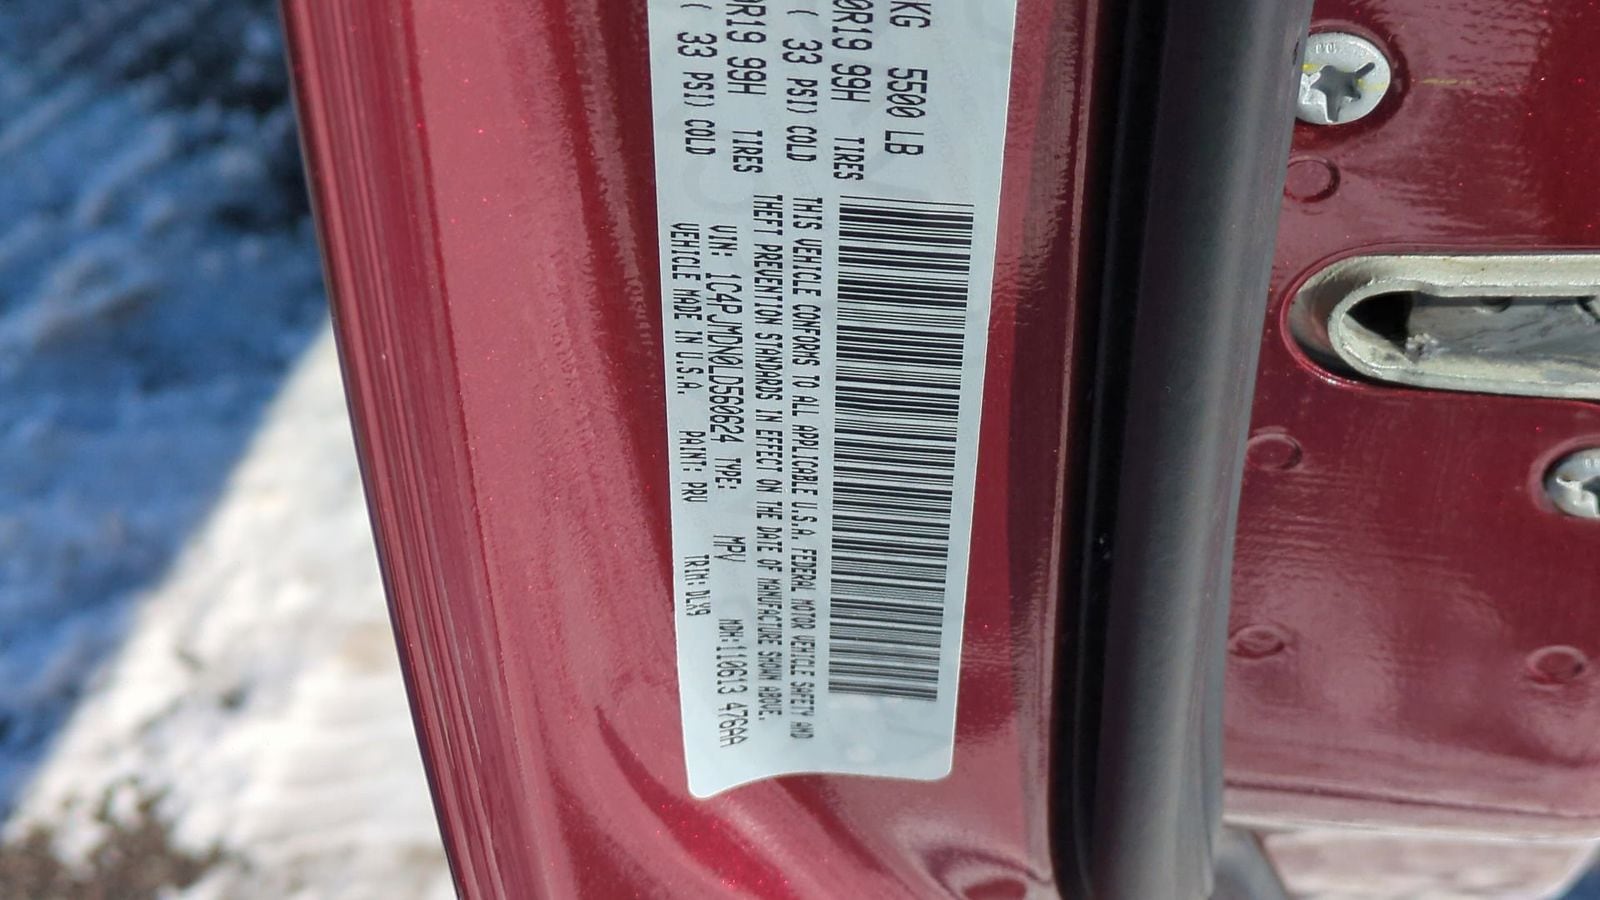 KG 5500 LB
0R19 99H TIRES
( 33 PSI) COLD
0R19 99H TIRES
( 33 PSI) COLD
THIS VEHICLE CONFORMS TO ALL APPLICABLE U.S.A. FEDERAL MOTOR VEHICLE SAFETY AND
THEFT PREVENTION STANDARDS IN EFFECT ON THE DATE OF MANUFACTURE SHOWN ABOVE.
VIN: 1C4PJMDN0LD560624 TYPE: MPV MDH:110613 476AA
VEHICLE MADE IN U.S.A. PAINT: PRV TRIM:DLX9